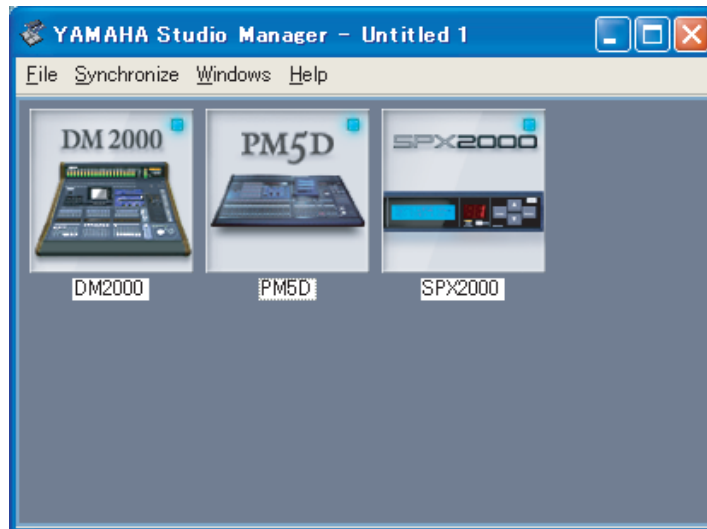 YAMAHA Studio Manager - Untitled 1
File Synchronize Windows Help
DM 2000 PM5D SPX2000
DM2000 PM5D SPX2000